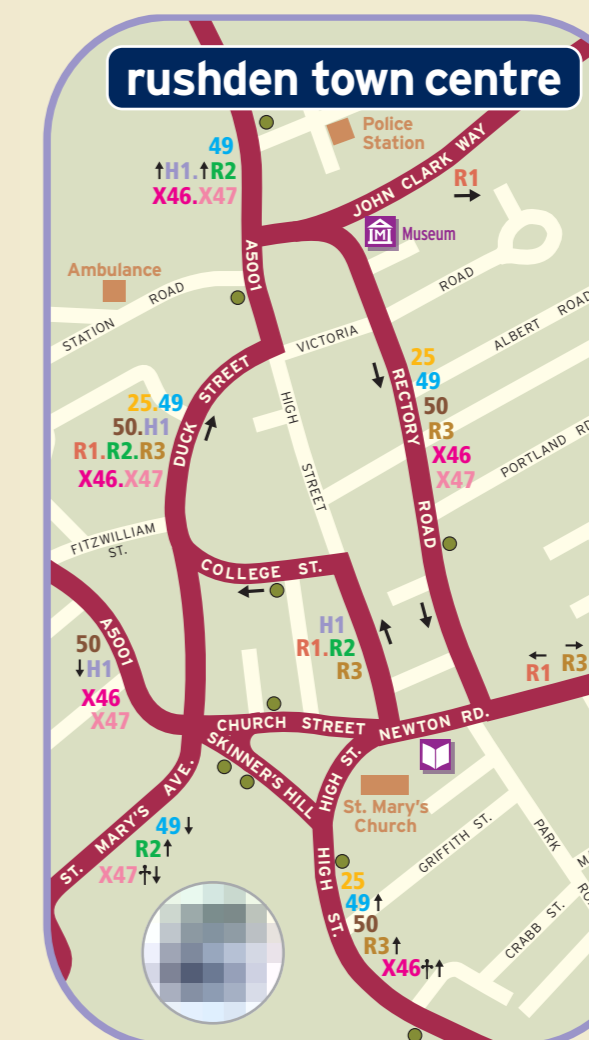 rushden town centre
Police
Station
49
↑H1.↑R2
X46.X47
JOHN CLARK WAY
R1
→
M
Museum
A5001
Ambulance
STATION ROAD
VICTORIA ROAD
ALBERT ROAD
25
49
50
R3
X46
X47
RECTORY ROAD
25.49
50.H1
R1.R2.R3
X46.X47
DUCK STREET
HIGH STREET
PORTLAND RD
FITZWILLIAM
ST.
COLLEGE ST.
A5001
50
↓H1
X46
X47
H1
R1.R2
R3
← →
R1 R3
CHURCH STREET
NEWTON RD.
SKINNER'S HILL
HIGH ST.
St. Mary's
Church
ST. MARY'S AVE.
49↓
R2↑
X47✢↓
GRIFFITH ST.
PARK
RO
M
HIGH ST.
25
49↑
50
R3↑
X46✢↑
CRABB ST.